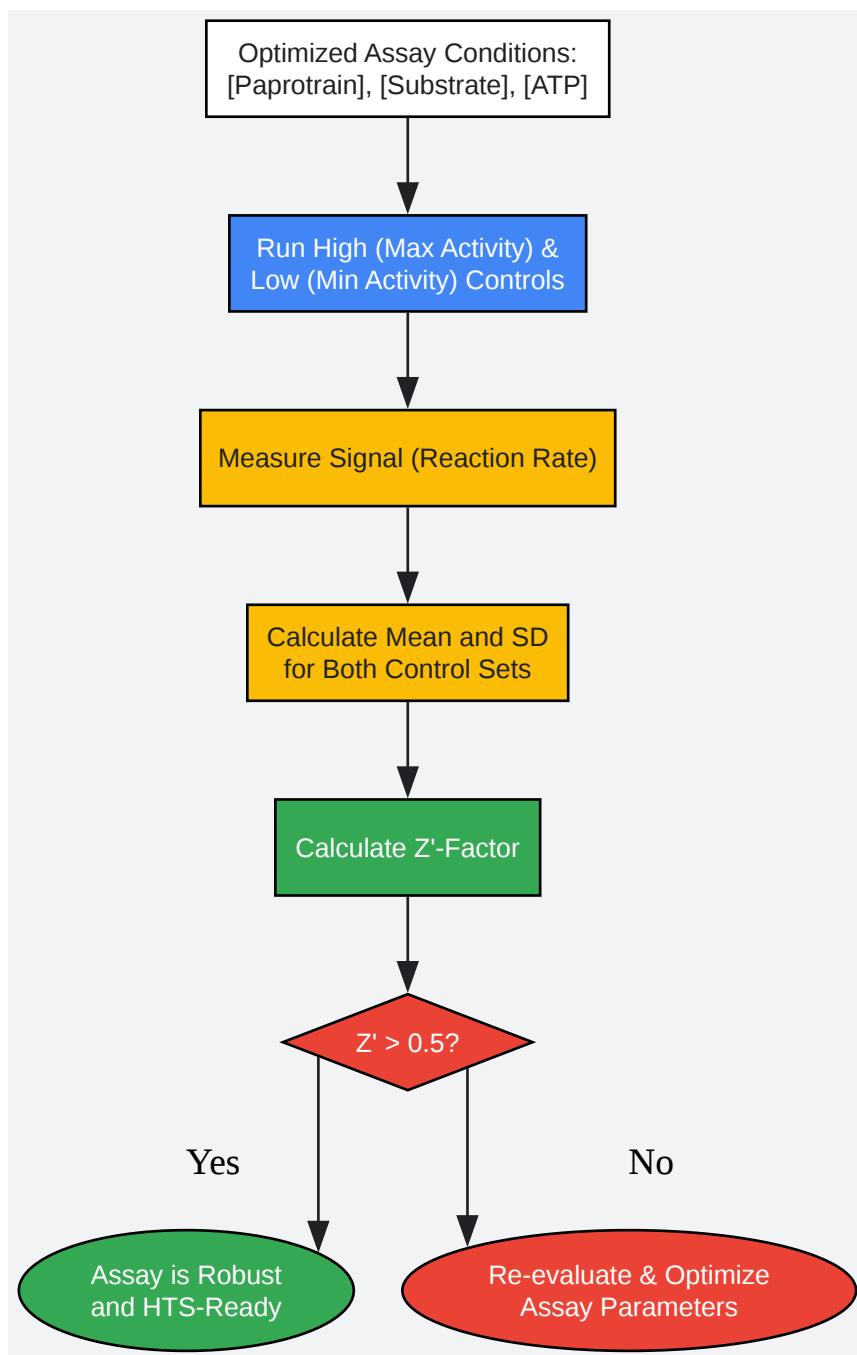 Optimized Assay Conditions:
[Paprotrain], [Substrate], [ATP]
Run High (Max Activity) &
Low (Min Activity) Controls
Measure Signal (Reaction Rate)
Calculate Mean and SD
for Both Control Sets
Calculate Z'-Factor
Z' > 0.5?
Yes
No
Assay is Robust
and HTS-Ready
Re-evaluate & Optimize
Assay Parameters